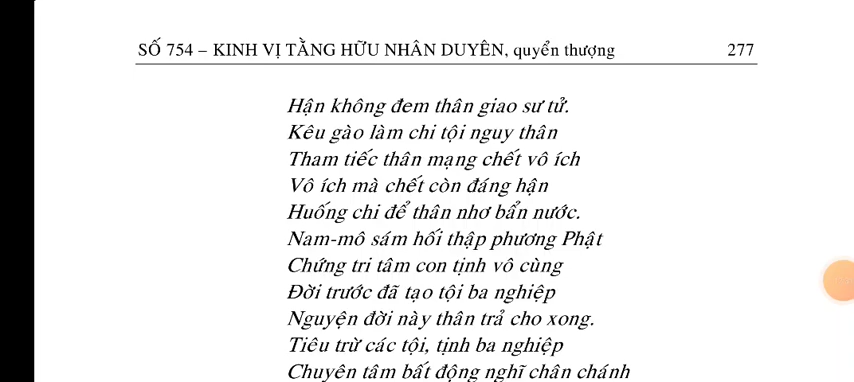 SỐ 754 – KINH VỊ TẰNG HỮU NHÂN DUYÊN, quyển thượng 277
Hận không đem thân giao sư tử.
Kêu gào làm chi tội nguy thân
Tham tiếc thân mạng chết vô ích
Vô ích mà chết còn đáng hận
Huống chi để thân nhơ bẩn nước.
Nam-mô sám hối thập phương Phật
Chứng tri tâm con tịnh vô cùng
Đời trước đã tạo tội ba nghiệp
Nguyện đời này thân trả cho xong.
Tiêu trừ các tội, tịnh ba nghiệp
Chuyên tâm bất động nghĩ chân chánh